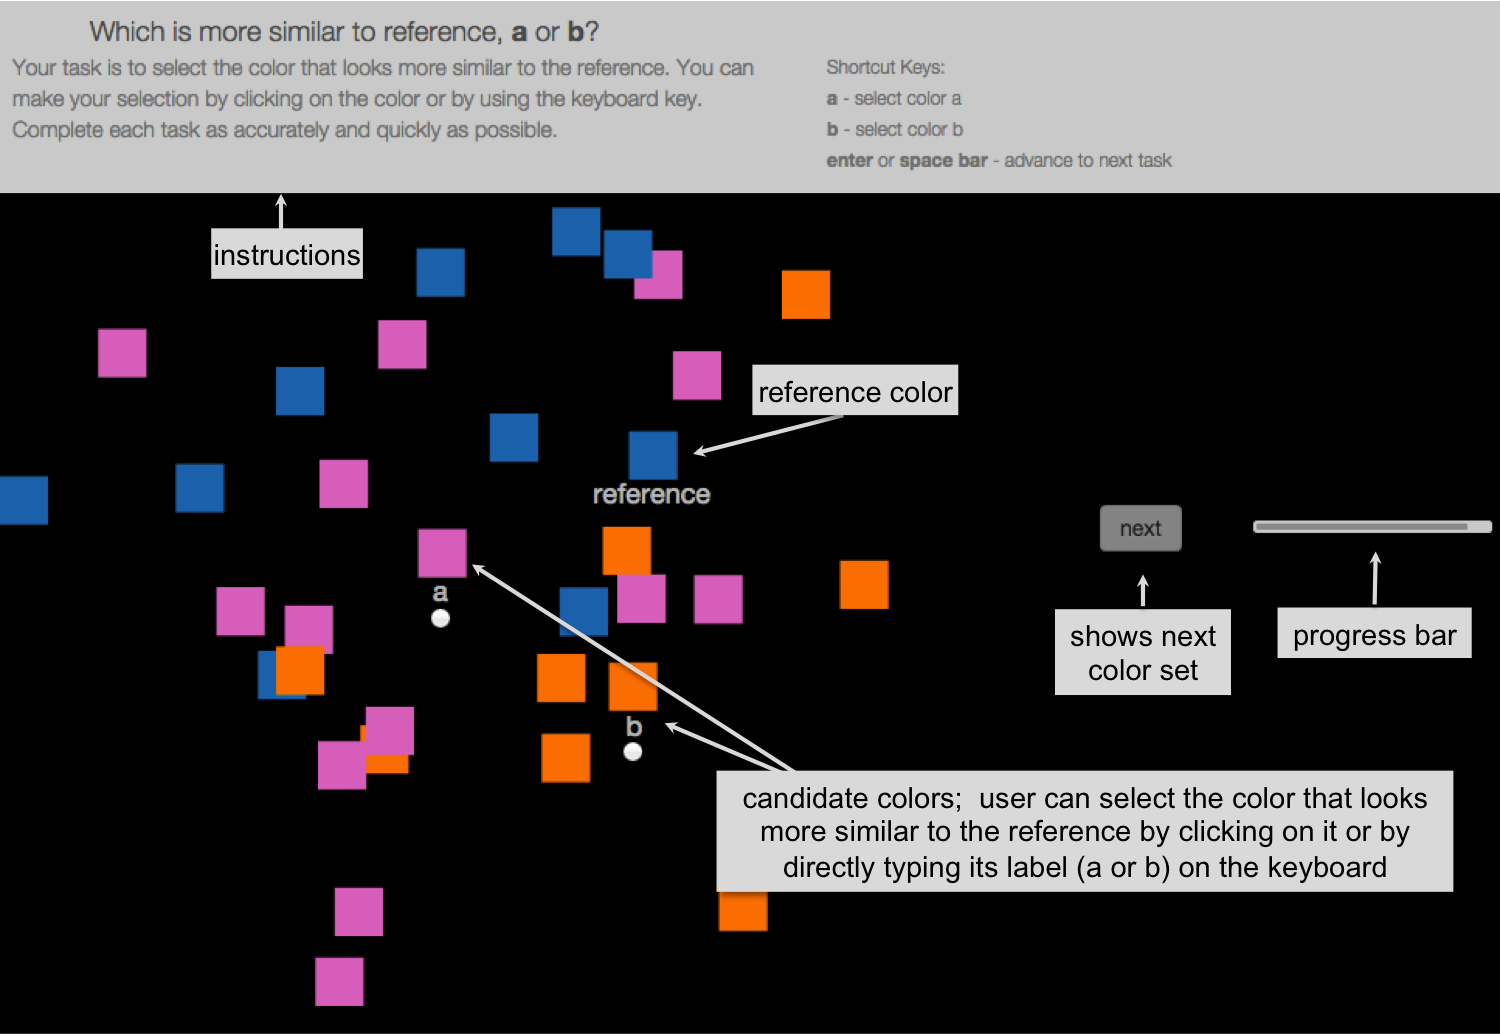 Which is more similar to reference, a or b?
Your task is to select the color that looks more similar to the reference. You can
make your selection by clicking on the color or by using the keyboard key.
Complete each task as accurately and quickly as possible.
Shortcut Keys:
a - select color a
b - select color b
enter or space bar - advance to next task
instructions
reference color
reference
next
a
shows next
color set
progress bar
b
candidate colors;  user can select the color that looks
more similar to the reference by clicking on it or by
directly typing its label (a or b) on the keyboard